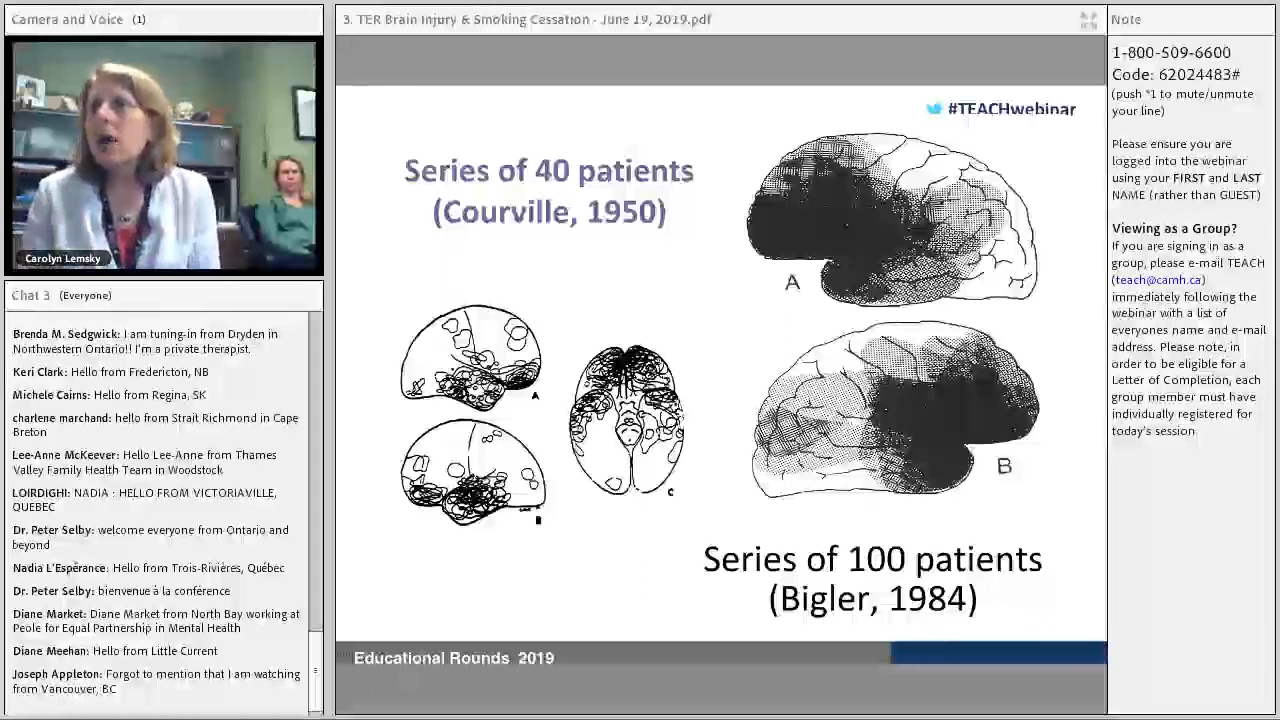 Camera and Voice (1)
Carolyn Lemsky
Chat 3 (Everyone)
Brenda M. Sedgwick: I am tuning-in from Dryden in
Northwestern Ontario!! I'm a private therapist.
Keri Clark: Hello from Fredericton, NB
Michele Cairns: Hello from Regina, SK
charlene marchand: hello from Strait Richmond in Cape
Breton
Lee-Anne McKeever: Hello Lee-Anne from Thames
Valley Family Health Team in Woodstock
LOIRDIGHI: NADIA : HELLO FROM VICTORIAVILLE,
QUEBEC
Dr. Peter Selby: welcome everyone from Ontario and
beyond
Nadia L'Espérance: Hello from Trois-Rivières, Québec
Dr. Peter Selby: bienvenue à la conférence
Diane Market: Diane Market from North Bay working at
Peole for Equal Partnership in Mental Health
Diane Meehan: Hello from Little Current
Joseph Appleton: Forgot to mention that I am watching
from Vancouver, BC
3. TER Brain Injury & Smoking Cessation - June 19, 2019.pdf
#TEACHwebinar
Series of 40 patients
(Courville, 1950)
A
B
C
A
B
Series of 100 patients
(Bigler, 1984)
Educational Rounds 2019
Note
1-800-509-6600
Code: 62024483#
(push *1 to mute/unmute
your line)
Please ensure you are
logged into the webinar
using your FIRST and LAST
NAME (rather than GUEST)
Viewing as a Group?
If you are signing in as a
group, please e-mail TEACH
(teach@camh.ca)
immediately following the
webinar with a list of
everyones name and e-mail
address. Please note, in
order to be eligible for a
Letter of Completion, each
group member must have
individually registered for
today's session.